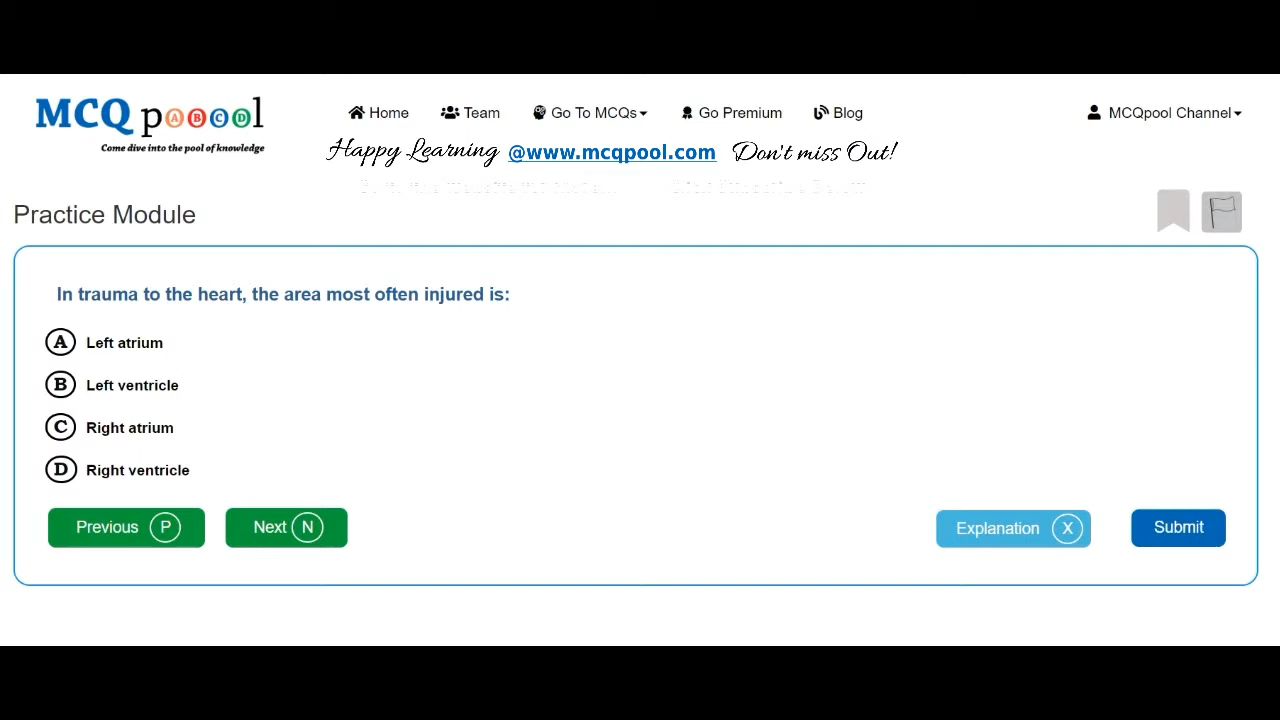 MCQ poool
Come dive into the pool of knowledge
Home Team Go To MCQs Go Premium Blog MCQpool Channel
Happy Learning @www.mcqpool.com Don't miss Out!
Practice Module
In trauma to the heart, the area most often injured is:
A Left atrium
B Left ventricle
C Right atrium
D Right ventricle
Previous P Next N Explanation X Submit